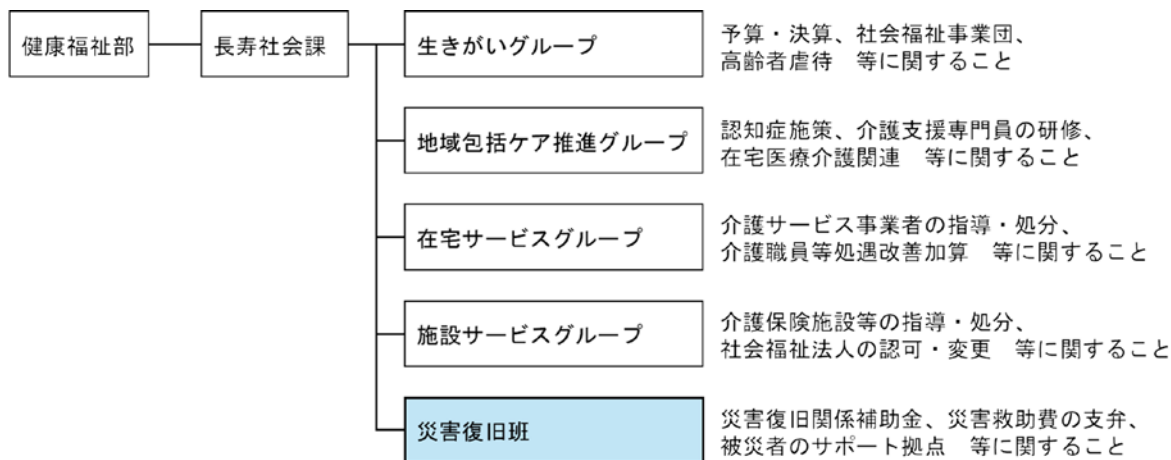 健康福祉部
長寿社会課
生きがいグループ
予算・決算、社会福祉事業団、
高齢者虐待　等に関すること
地域包括ケア推進グループ
認知症施策、介護支援専門員の研修、
在宅医療介護関連　等に関すること
在宅サービスグループ
介護サービス事業者の指導・処分、
介護職員等処遇改善加算　等に関すること
施設サービスグループ
介護保険施設等の指導・処分、
社会福祉法人の認可・変更　等に関すること
災害復旧班
災害復旧関係補助金、災害救助費の支弁、
被災者のサポート拠点　等に関すること